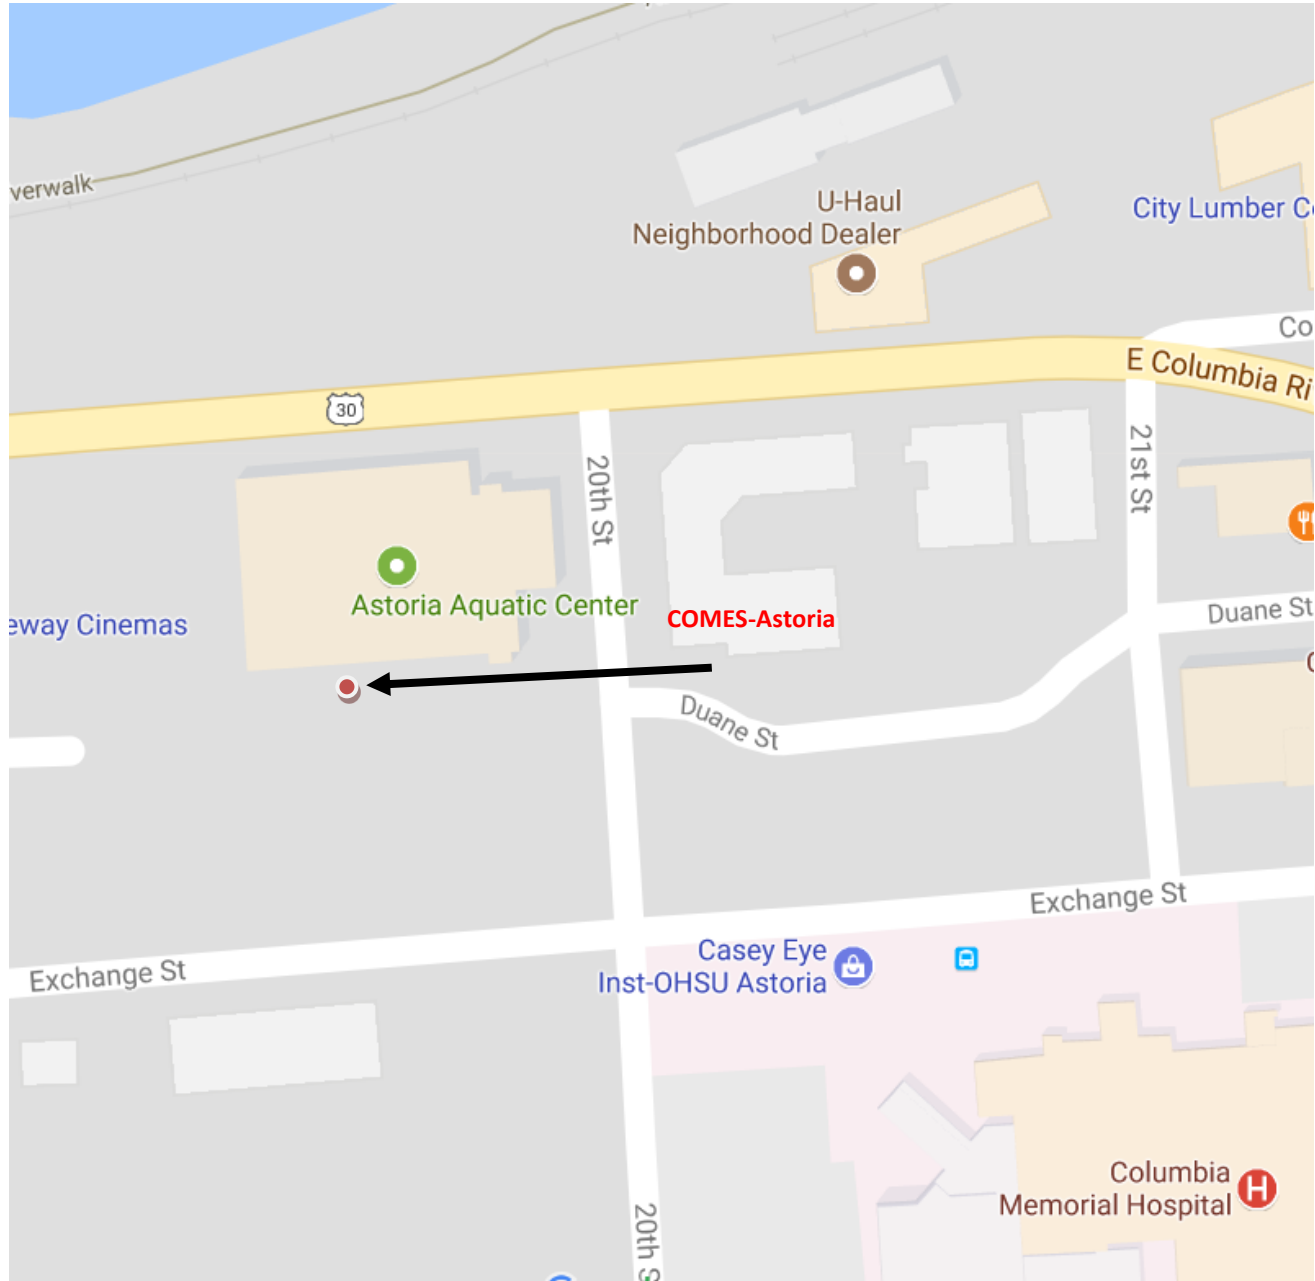 verwalk
U-Haul
Neighborhood Dealer
City Lumber C
Co
E Columbia Ri
30
20th St
21st St
Astoria Aquatic Center
COMES-Astoria
eway Cinemas
Duane St
Duane St
Exchange St
Casey Eye
Inst-OHSU Astoria
Exchange St
Columbia
Memorial Hospital
H
20th S